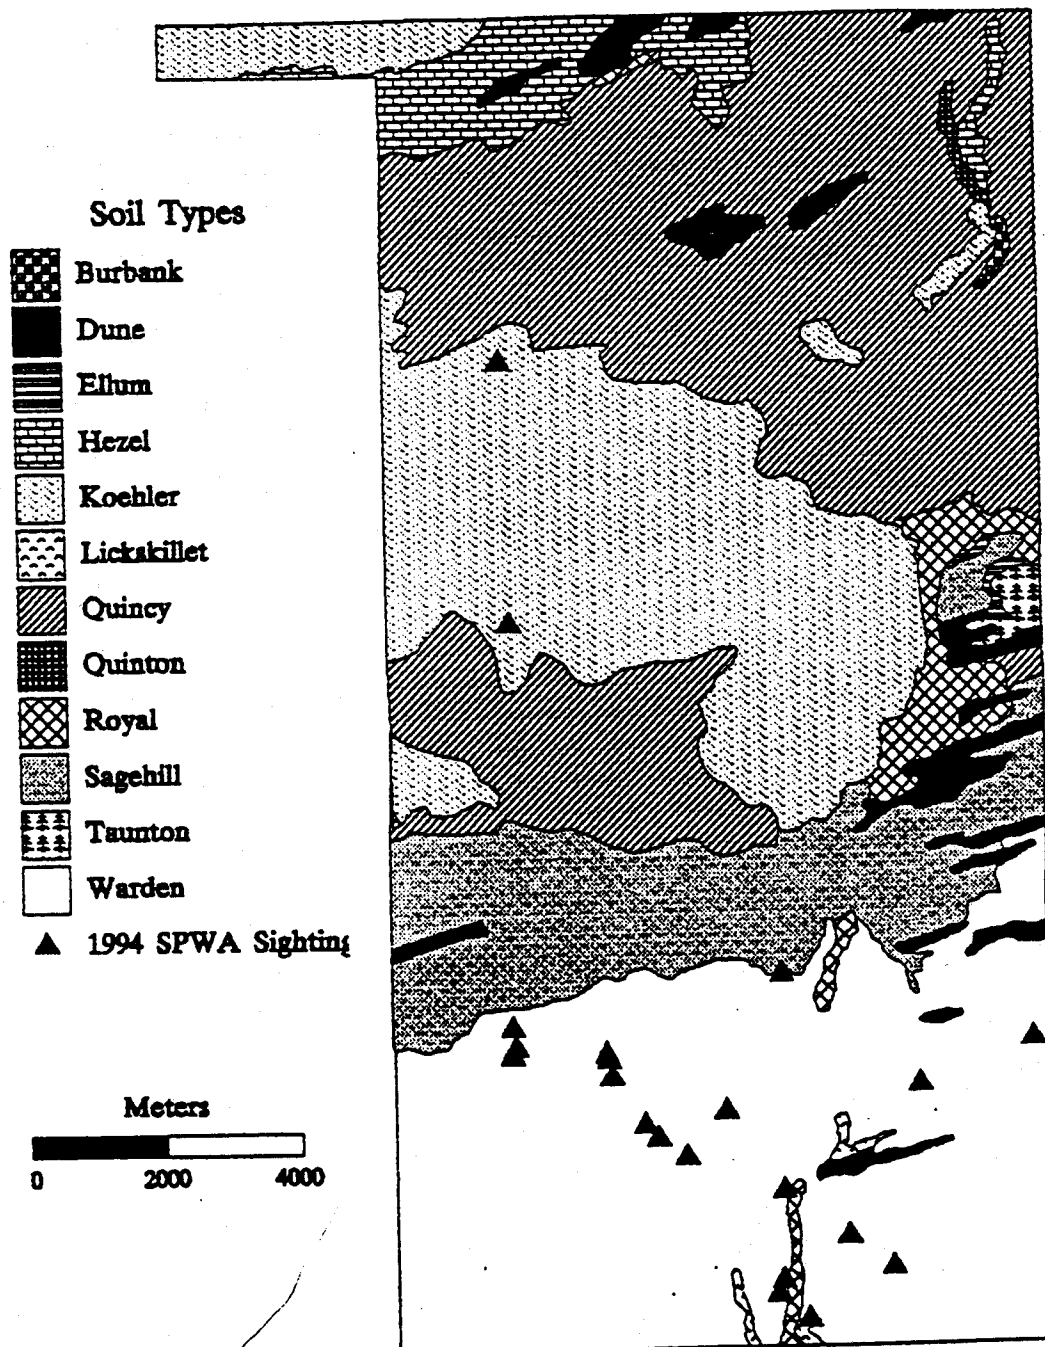 Soil Types
Burbank
Dune
Ellum
Hezel
Koehler
Lickskillet
Quincy
Quinton
Royal
Sagehill
Taunton
Warden
1994 SPWA Sighting
Meters
0 2000 4000